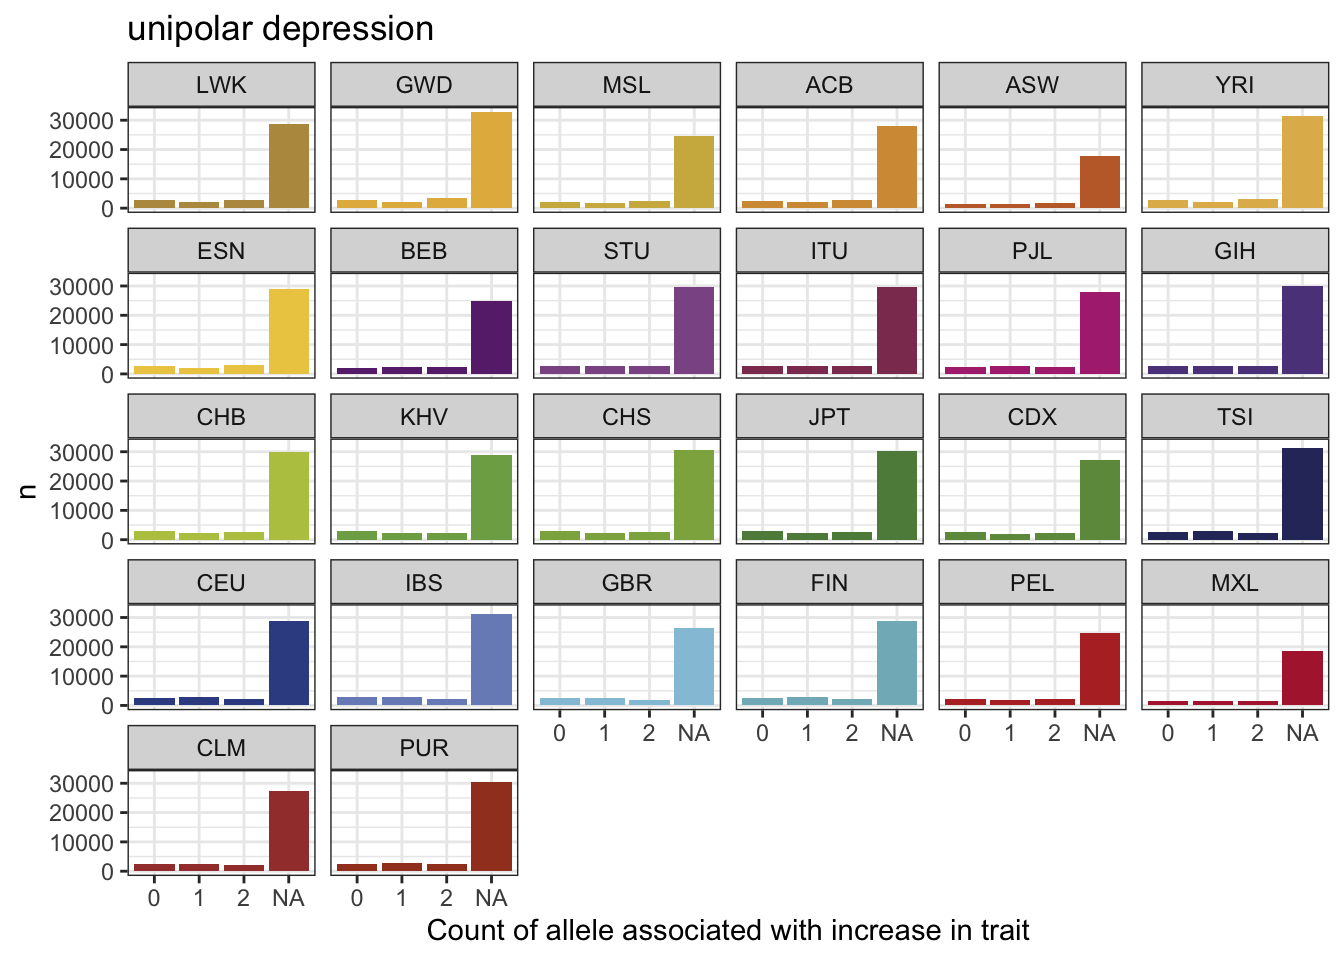 unipolar depression
LWK GWD MSL ACB ASW YRI
30000
20000
10000
0
ESN BEB STU ITU PJL GIH
30000
20000
10000
0
CHB KHV CHS JPT CDX TSI
30000
20000
10000
0
n
CEU IBS GBR FIN PEL MXL
30000
20000
10000
0
0 1 2 NA 0 1 2 NA 0 1 2 NA 0 1 2 NA
CLM PUR
30000
20000
10000
0
0 1 2 NA 0 1 2 NA
Count of allele associated with increase in trait